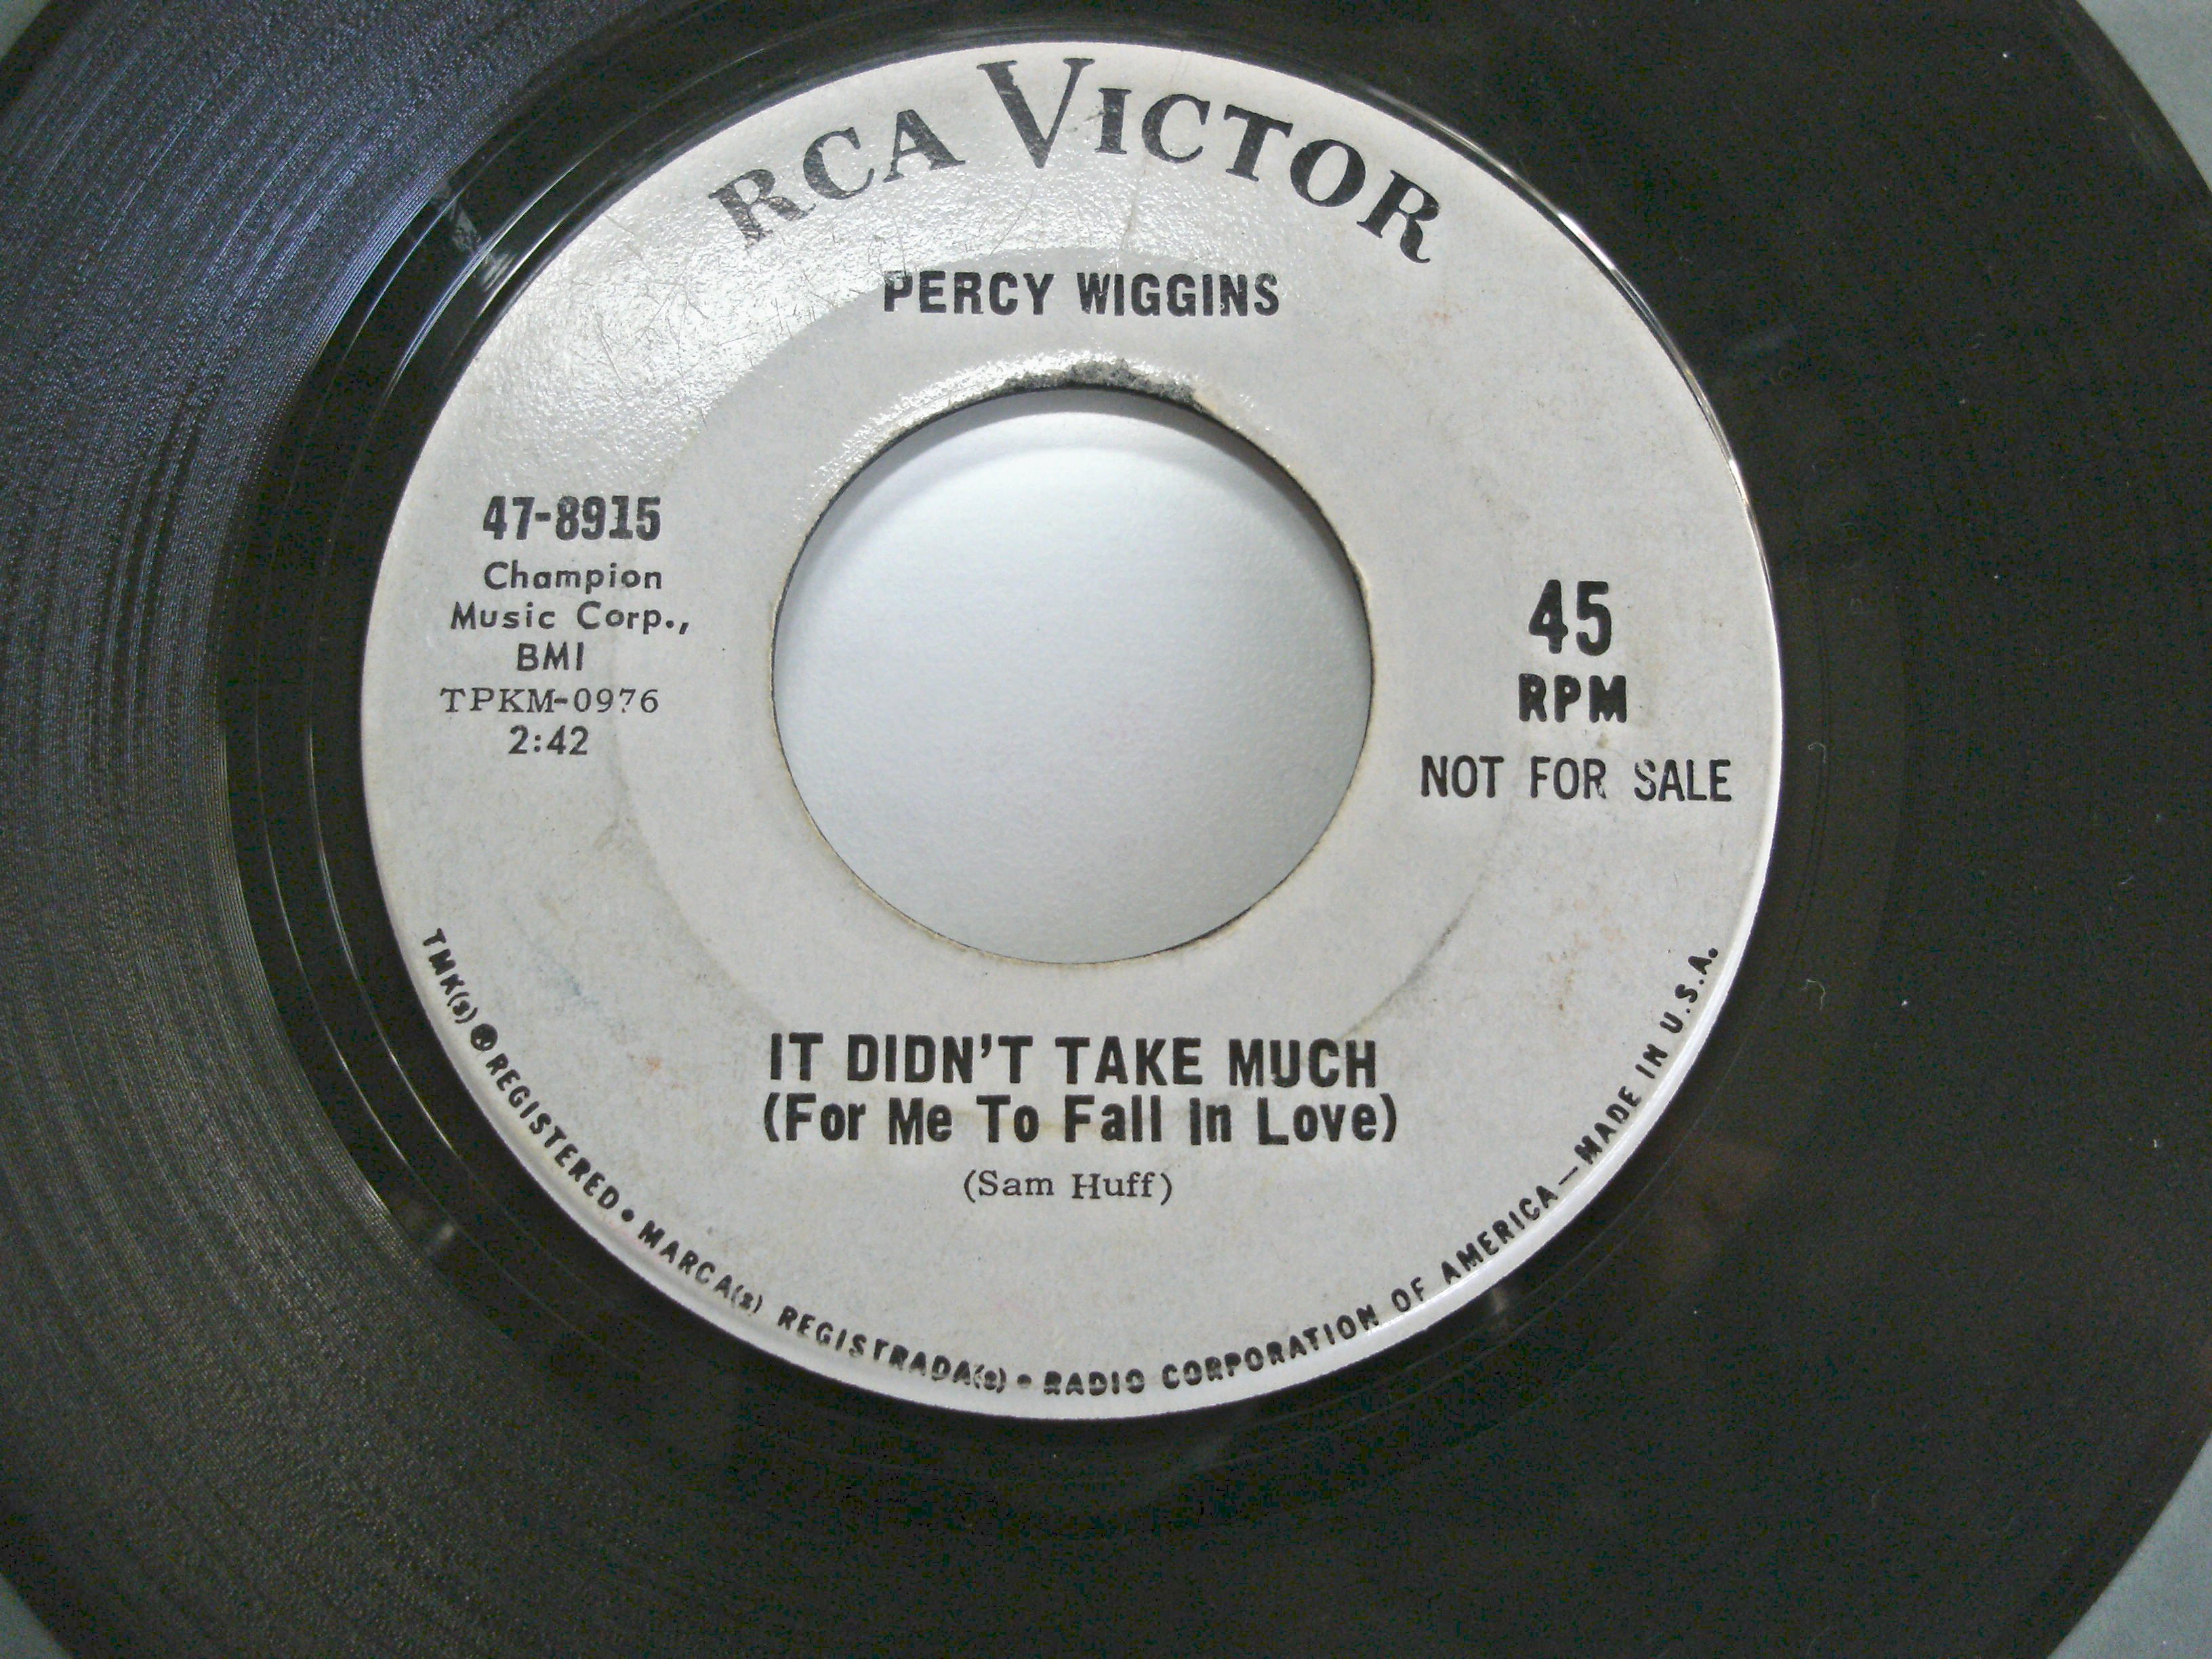 RCA VICTOR
PERCY WIGGINS
47-8915
Champion
Music Corp.,
BMI
TPKM-0976
2:42
45
RPM
NOT FOR SALE
IT DIDN'T TAKE MUCH
(For Me To Fall In Love)
(Sam Huff)
TMK(s) ® REGISTERED • MARCA(s) REGISTRADA(s) • RADIO CORPORATION OF AMERICA—MADE IN U.S.A.